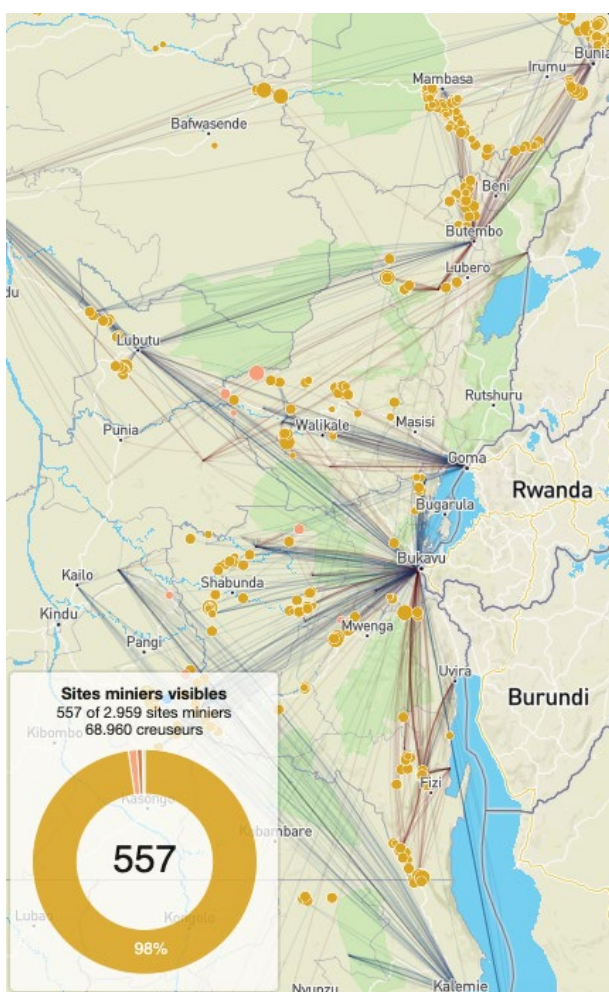 Bunia
Irumu
Mambasa
Bafwasende
Beni
Butembo
Lubero
du
Lubutu
Rutshuru
Punia
Walikale
Masisi
Goma
Rwanda
Bugarula
Bukavu
Kailo
Shabunda
Kindu
Mwenga
Pangi
Uvira
Burundi
Sites miniers visibles
557 of 2.959 sites miniers
68.960 creuseurs
Kibombo
Fizi
Kasongo
Kabambare
557
98%
Lubao
Kongolo
Nyunzu
Kalemie